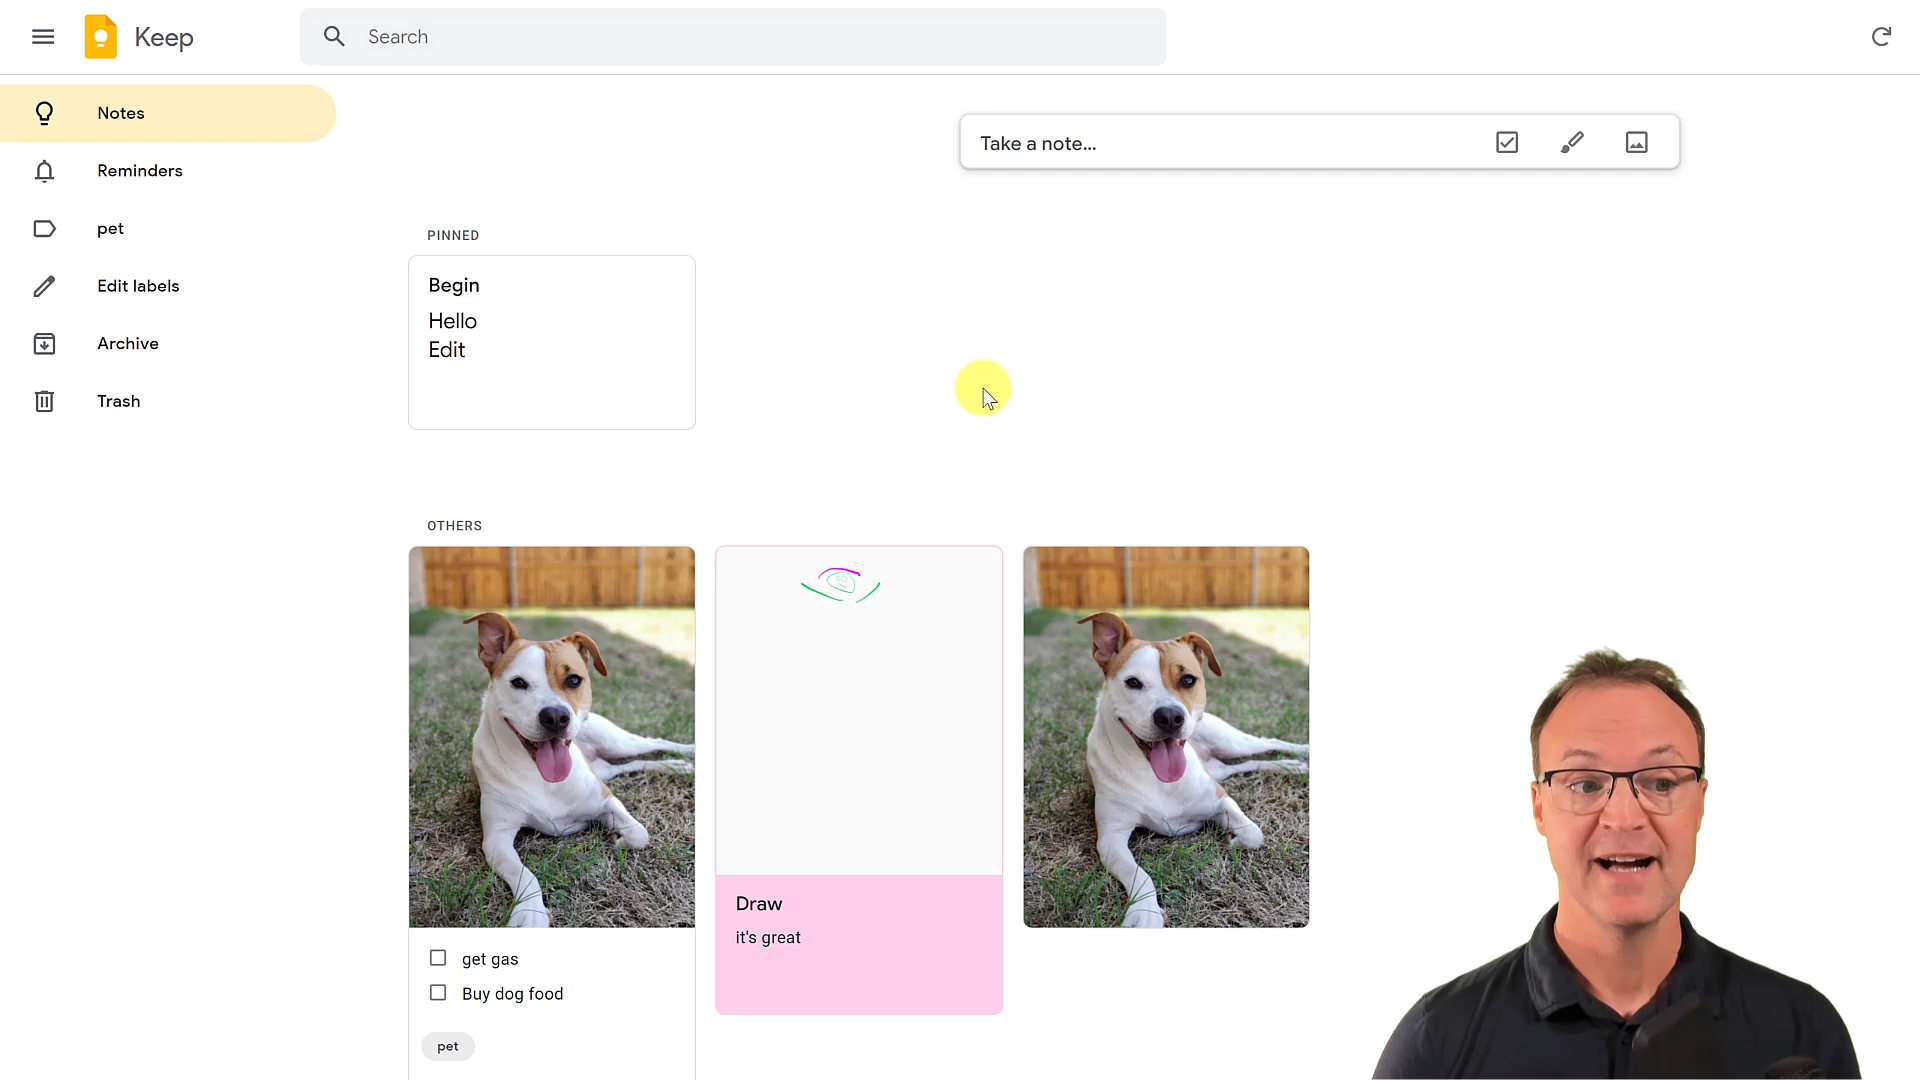 Keep
Search
Notes
Reminders
pet
Edit labels
Archive
Trash
Take a note...
PINNED
Begin
Hello
Edit
OTHERS
get gas
Buy dog food
pet
Draw
it's great